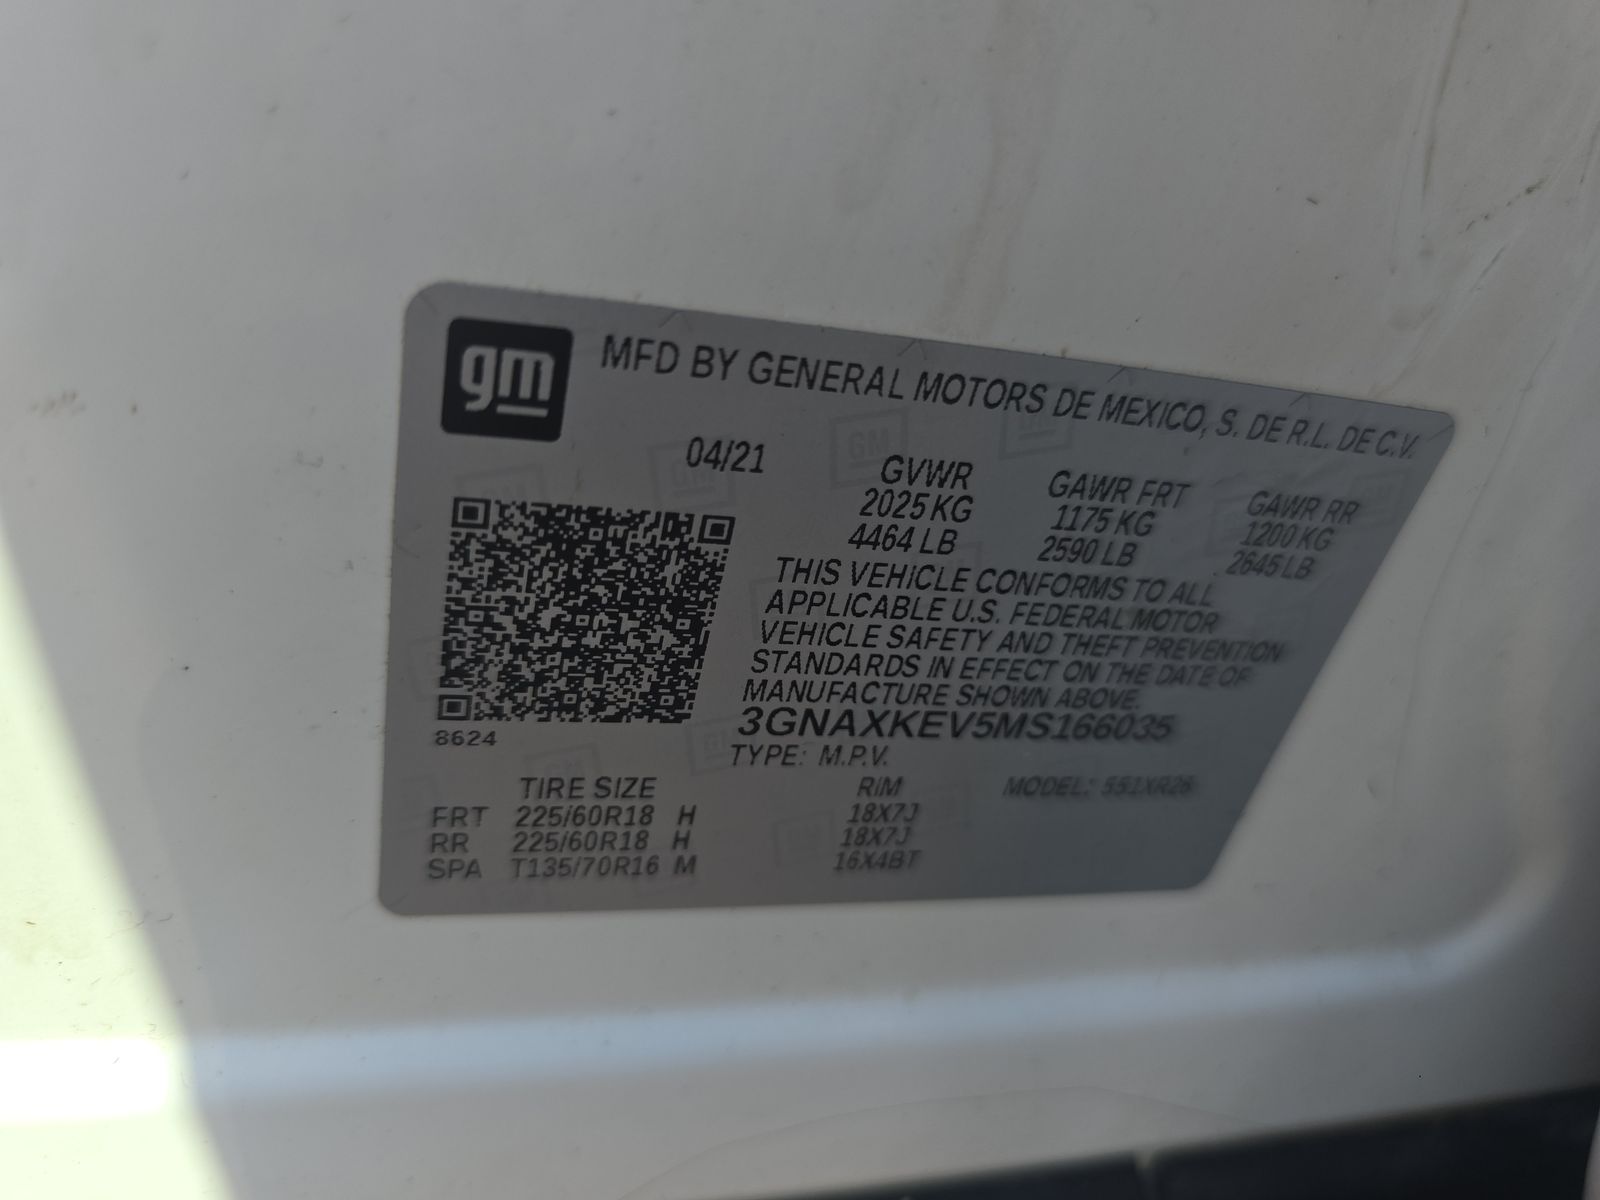 gm
MFD BY GENERAL MOTORS DE MEXICO, S. DE R.L. DE C.V.
04/21
GVWR GAWR FRT GAWR RR
2025 KG 1175 KG 1200 KG
4464 LB 2590 LB 2645 LB
THIS VEHICLE CONFORMS TO ALL
APPLICABLE U.S. FEDERAL MOTOR
VEHICLE SAFETY AND THEFT PREVENTION
STANDARDS IN EFFECT ON THE DATE OF
MANUFACTURE SHOWN ABOVE.
3GNAXKEV5MS166035
8624
TYPE: M.P.V.
TIRE SIZE RIM MODEL:
FRT 225/60R18 H 18X7J
RR 225/60R18 H 18X7J
SPA T135/70R16 M 16X4BT